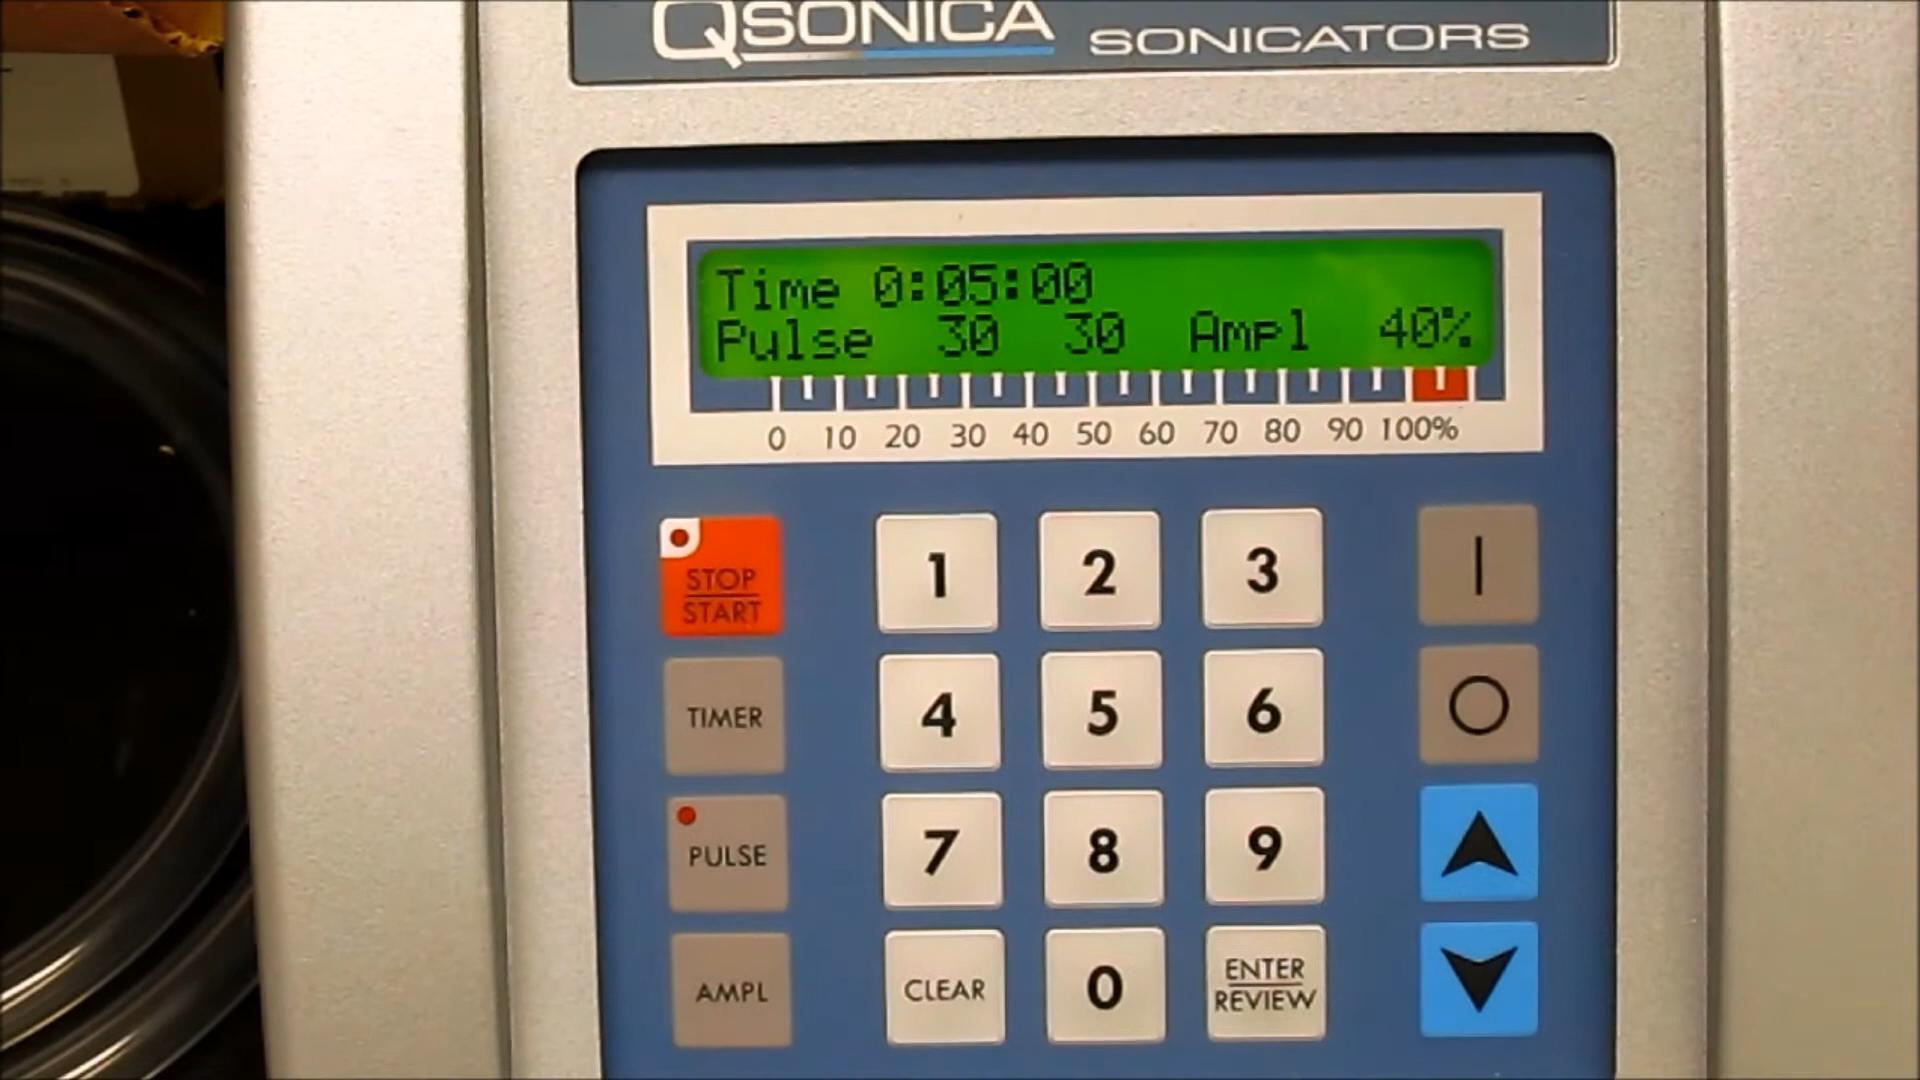 QSONICA SONICATORS
Time 0:05:00
Pulse 30 30 Ampl 40%
0 10 20 30 40 50 60 70 80 90 100%
STOP
START
1 2 3
TIMER 4 5 6
PULSE 7 8 9
AMPL CLEAR 0 ENTER
REVIEW